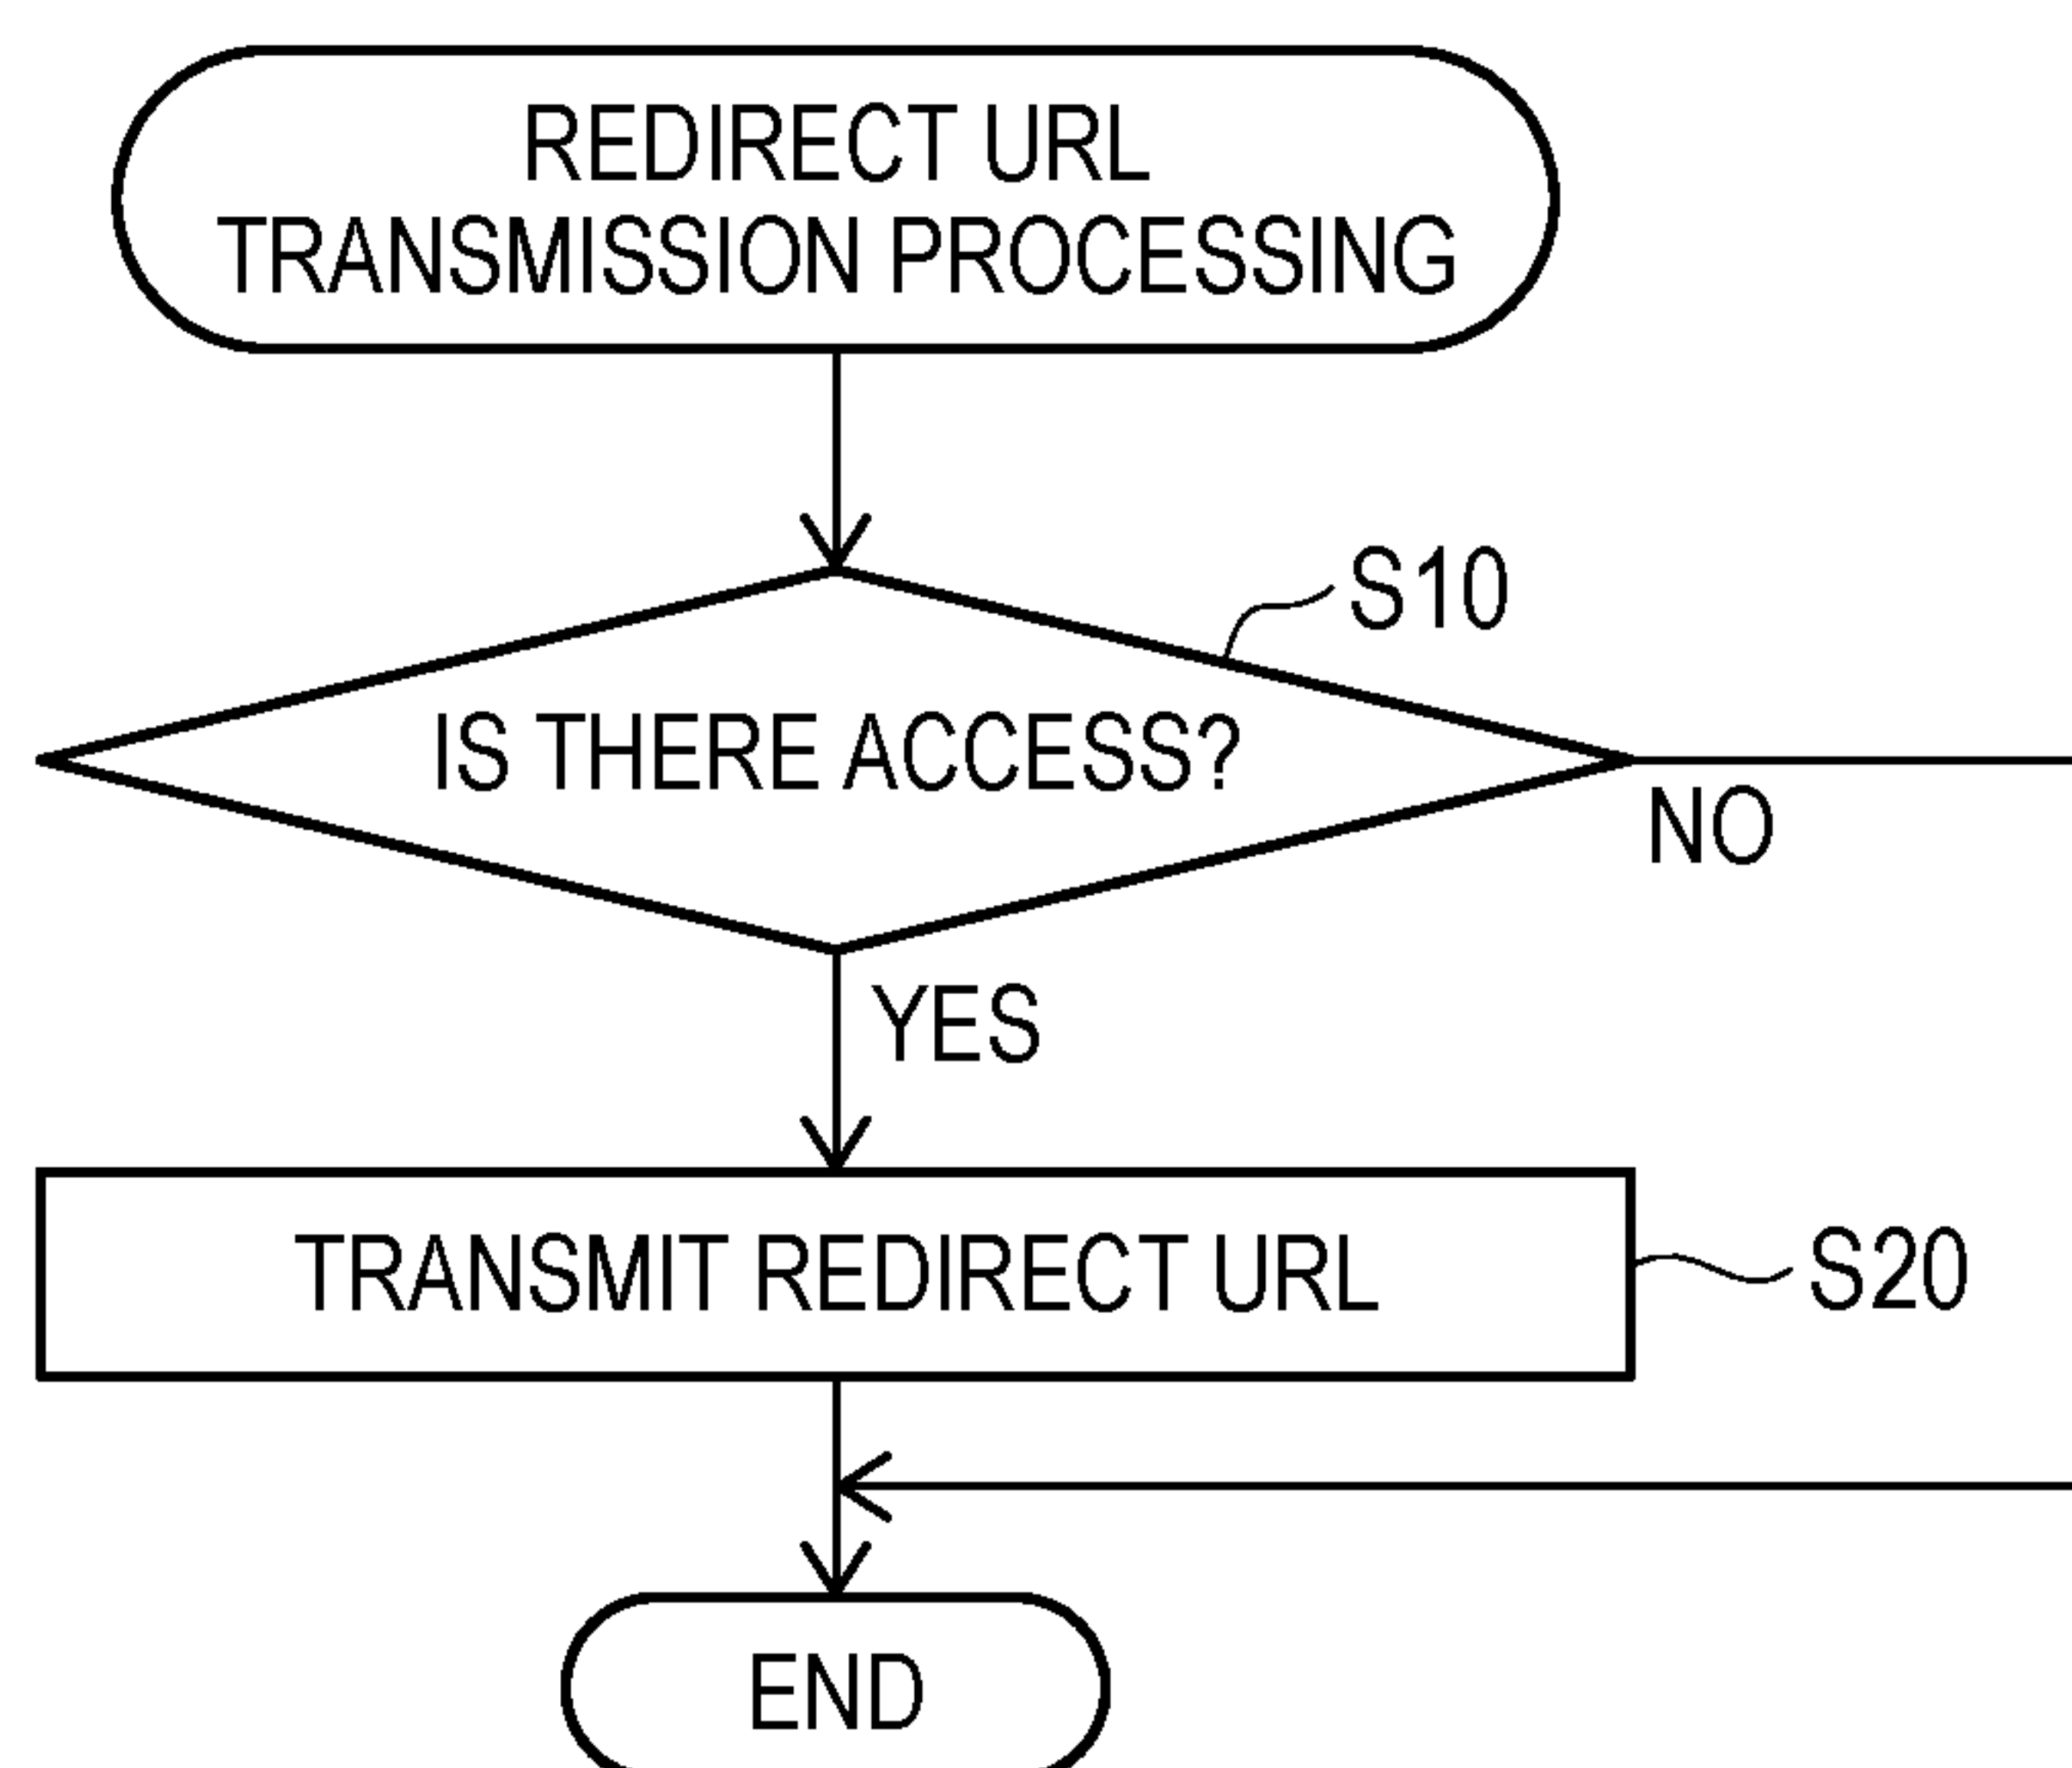 REDIRECT URL
TRANSMISSION PROCESSING
S10
IS THERE ACCESS?
NO
YES
TRANSMIT REDIRECT URL
S20
END